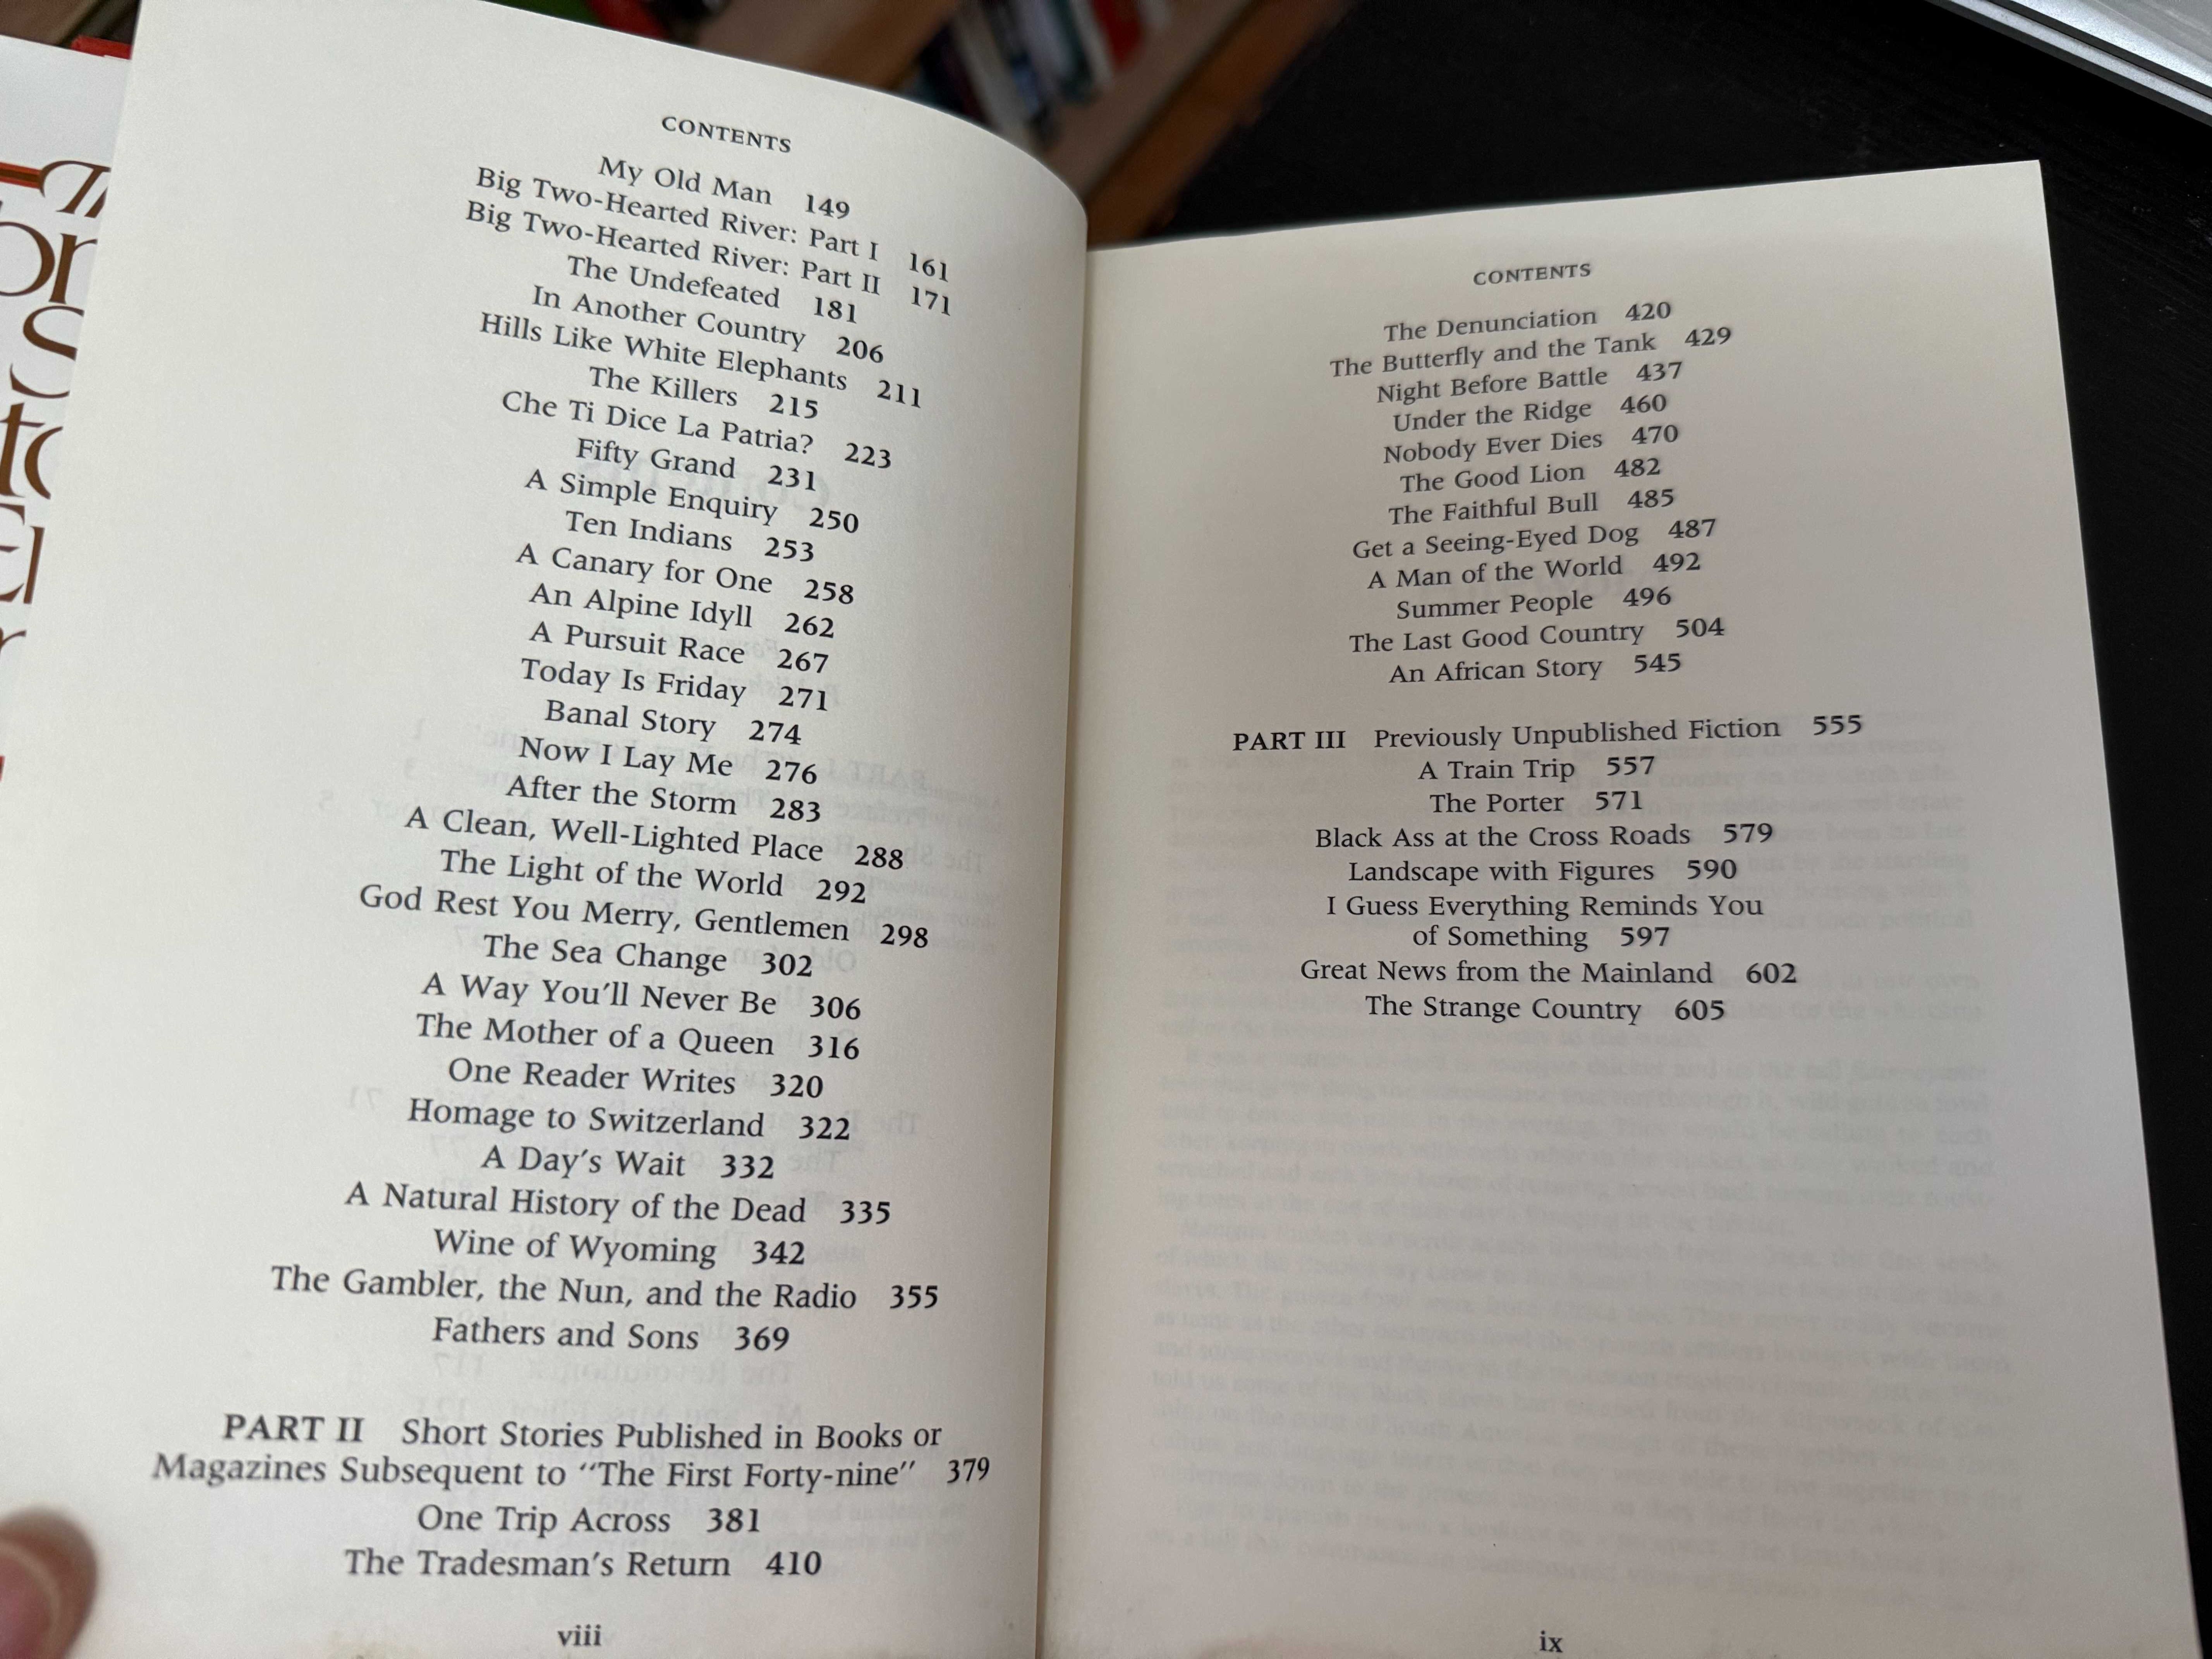 CONTENTS
My Old Man 149
Big Two-Hearted River: Part I 161
Big Two-Hearted River: Part II 171
The Undefeated 181
In Another Country 206
Hills Like White Elephants 211
The Killers 215
Che Ti Dice La Patria? 223
Fifty Grand 231
A Simple Enquiry 250
Ten Indians 253
A Canary for One 258
An Alpine Idyll 262
A Pursuit Race 267
Today Is Friday 271
Banal Story 274
Now I Lay Me 276
After the Storm 283
A Clean, Well-Lighted Place 288
The Light of the World 292
God Rest You Merry, Gentlemen 298
The Sea Change 302
A Way You'll Never Be 306
The Mother of a Queen 316
One Reader Writes 320
Homage to Switzerland 322
A Day's Wait 332
A Natural History of the Dead 335
Wine of Wyoming 342
The Gambler, the Nun, and the Radio 355
Fathers and Sons 369
PART II Short Stories Published in Books or
Magazines Subsequent to "The First Forty-nine" 379
One Trip Across 381
The Tradesman's Return 410
viii
CONTENTS
The Denunciation 420
The Butterfly and the Tank 429
Night Before Battle 437
Under the Ridge 460
Nobody Ever Dies 470
The Good Lion 482
The Faithful Bull 485
Get a Seeing-Eyed Dog 487
A Man of the World 492
Summer People 496
The Last Good Country 504
An African Story 545
PART III Previously Unpublished Fiction 555
A Train Trip 557
The Porter 571
Black Ass at the Cross Roads 579
Landscape with Figures 590
I Guess Everything Reminds You
of Something 597
Great News from the Mainland 602
The Strange Country 605
ix